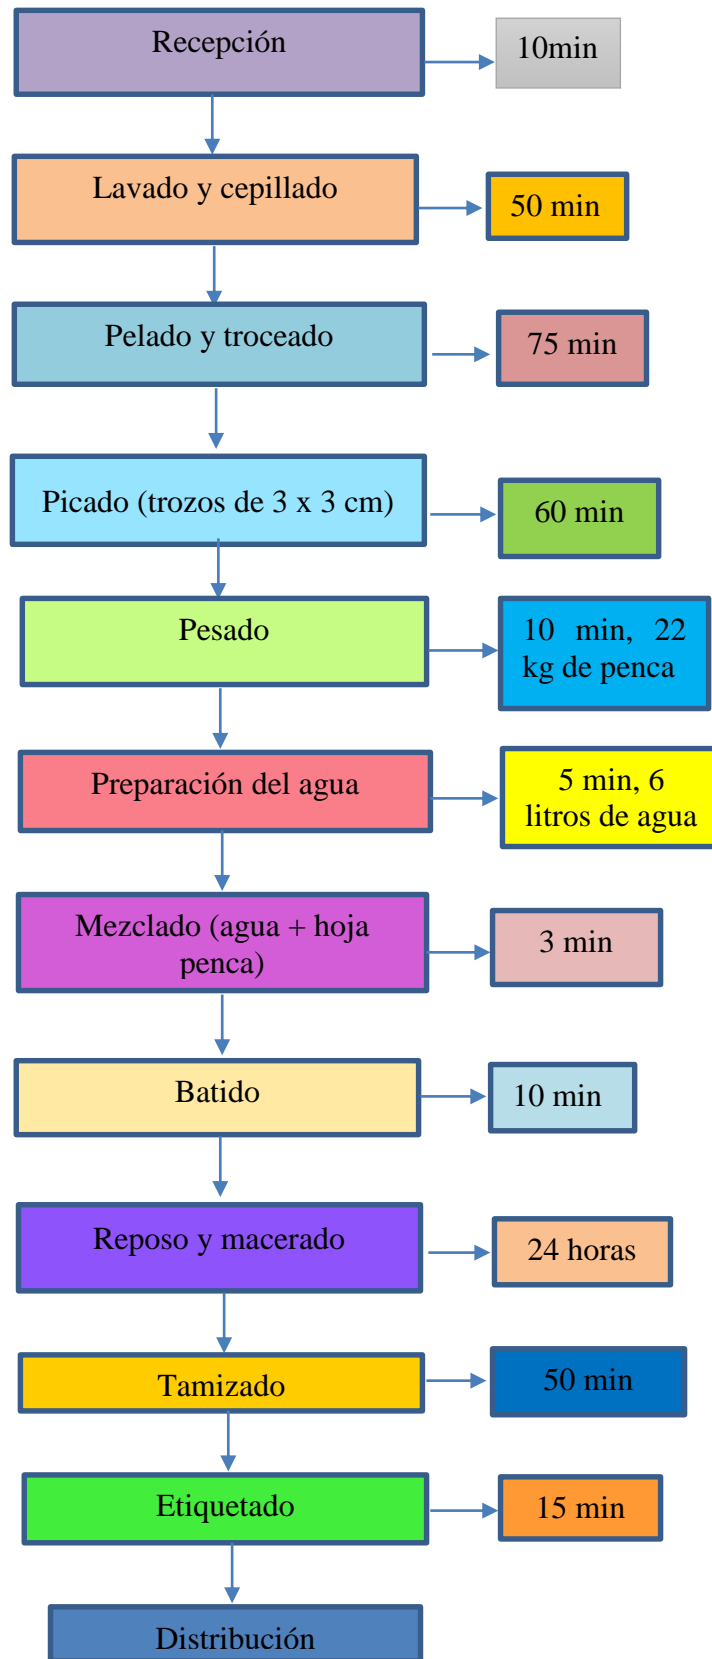 Recepción
10min
Lavado y cepillado
50 min
Pelado y troceado
75 min
Picado (trozos de 3 x 3 cm)
60 min
Pesado
10 min, 22
kg de penca
Preparación del agua
5 min, 6
litros de agua
Mezclado (agua + hoja
penca)
3 min
Batido
10 min
Reposo y macerado
24 horas
Tamizado
50 min
Etiquetado
15 min
Distribución